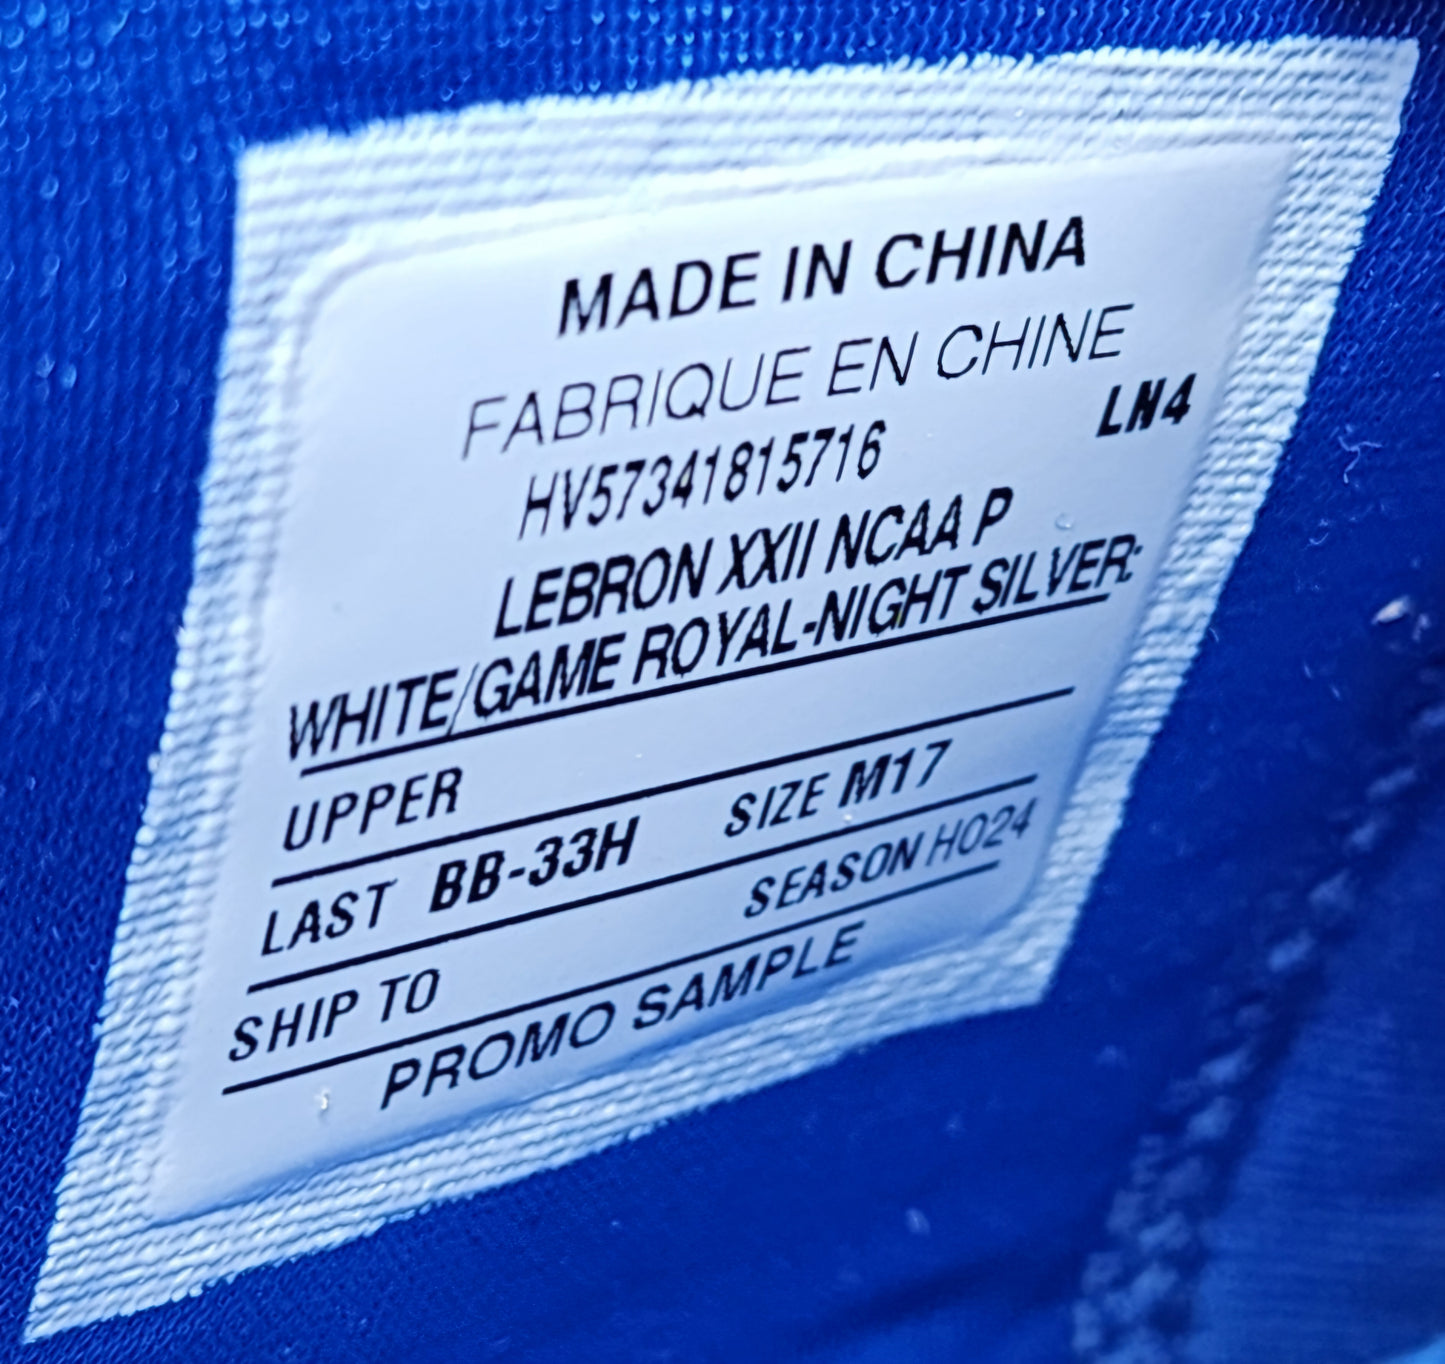 MADE IN CHINA
FABRIQUE EN CHINE
LN4
HV57341815716
LEBRON XXII NCAA P
WHITE/GAME ROYAL-NIGHT SILVER:
UPPER
LAST BB-33H SIZE M17
SHIP TO SEASON HO24
PROMO SAMPLE